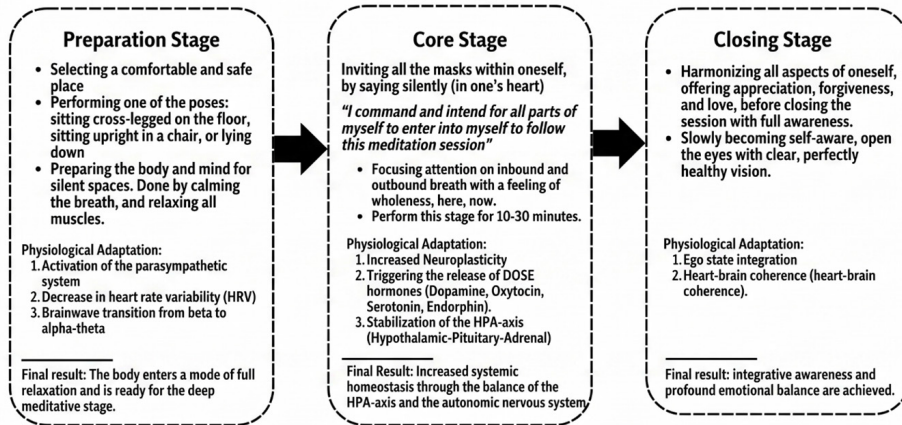 Preparation Stage
• Selecting a comfortable and safe
place
• Performing one of the poses:
sitting cross-legged on the floor,
sitting upright in a chair, or lying
down
• Preparing the body and mind for
silent spaces. Done by calming
the breath, and relaxing all
muscles.
Physiological Adaptation:
1. Activation of the parasympathetic
system
2. Decrease in heart rate variability (HRV)
3. Brainwave transition from beta to
alpha-theta
Final result: The body enters a mode of full
relaxation and is ready for the deep
meditative stage.
Core Stage
Inviting all the masks within oneself,
by saying silently (in one's heart)
"I command and intend for all parts of
myself to enter into myself to follow
this meditation session"
• Focusing attention on inbound and
outbound breath with a feeling of
wholeness, here, now.
• Perform this stage for 10-30 minutes.
Physiological Adaptation:
1. Increased Neuroplasticity
2. Triggering the release of DOSE
hormones (Dopamine, Oxytocin,
Serotonin, Endorphin).
3. Stabilization of the HPA-axis
(Hypothalamic-Pituitary-Adrenal)
Final Result: Increased systemic
homeostasis through the balance of the
HPA-axis and the autonomic nervous system
Closing Stage
• Harmonizing all aspects of oneself,
offering appreciation, forgiveness,
and love, before closing the
session with full awareness.
• Slowly becoming self-aware, open
the eyes with clear, perfectly
healthy vision.
Physiological Adaptation:
1. Ego state integration
2. Heart-brain coherence (heart-brain
coherence).
Final result: integrative awareness and
profound emotional balance are achieved.